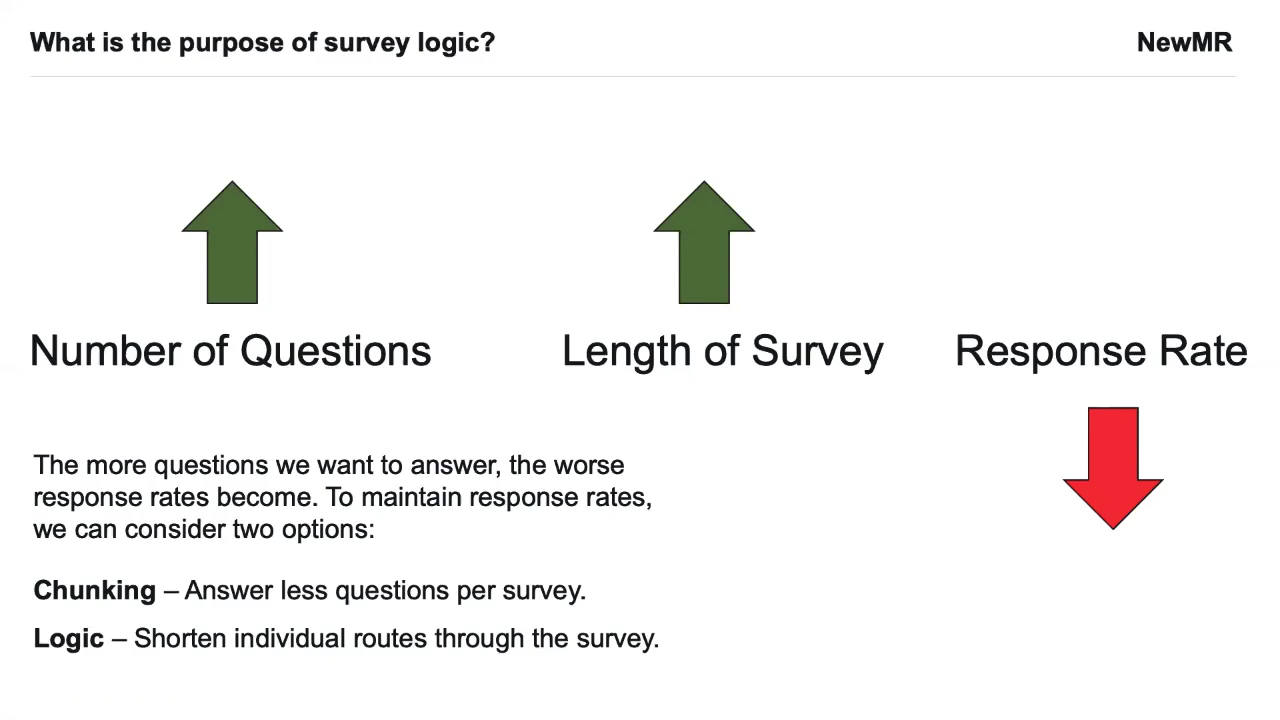 What is the purpose of survey logic?
NewMR
Number of Questions
Length of Survey
Response Rate
The more questions we want to answer, the worse
response rates become. To maintain response rates,
we can consider two options:
Chunking – Answer less questions per survey.
Logic – Shorten individual routes through the survey.